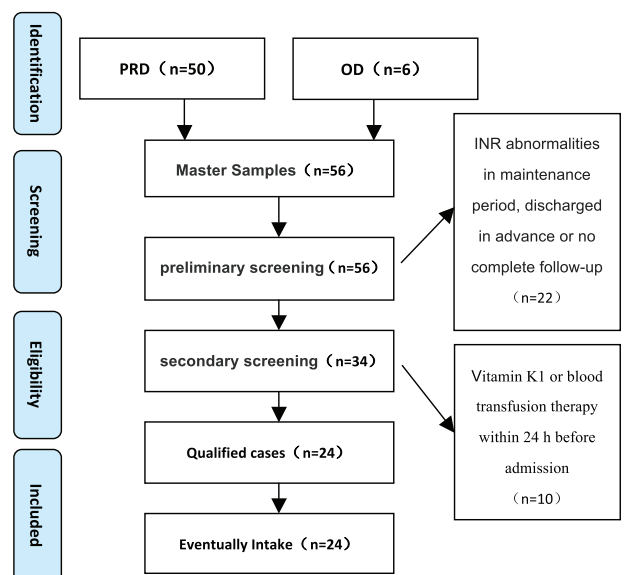 Identification
PRD（n=50）
OD（n=6）
Master Samples（n=56）
Screening
preliminary screening（n=56）
INR abnormalities
in maintenance
period, discharged
in advance or no
complete follow-up
（n=22）
Eligibility
secondary screening（n=34）
Vitamin K1 or blood
transfusion therapy
within 24 h before
admission
（n=10）
Qualified cases（n=24）
Included
Eventually Intake（n=24）